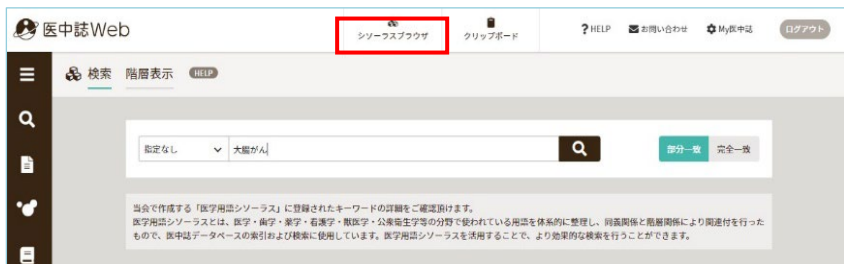 医中誌Web
シソーラスブラウザ
クリップボード
? HELP
お問い合わせ
My医中誌
ログアウト
検索 階層表示 HELP
指定なし 大腸がん
部分一致 完全一致
当会で作成する「医学用語シソーラス」に登録されたキーワードの詳細をご確認頂けます。
医学用語シソーラスとは、医学・歯学・薬学・看護学・獣医学・公衆衛生学等の分野で使われている用語を体系的に整理し、同義関係と階層関係により関連付を行った
もので、医中誌データベースの索引および検索に使用しています。医学用語シソーラスを活用することで、より効果的な検索を行うことができます。